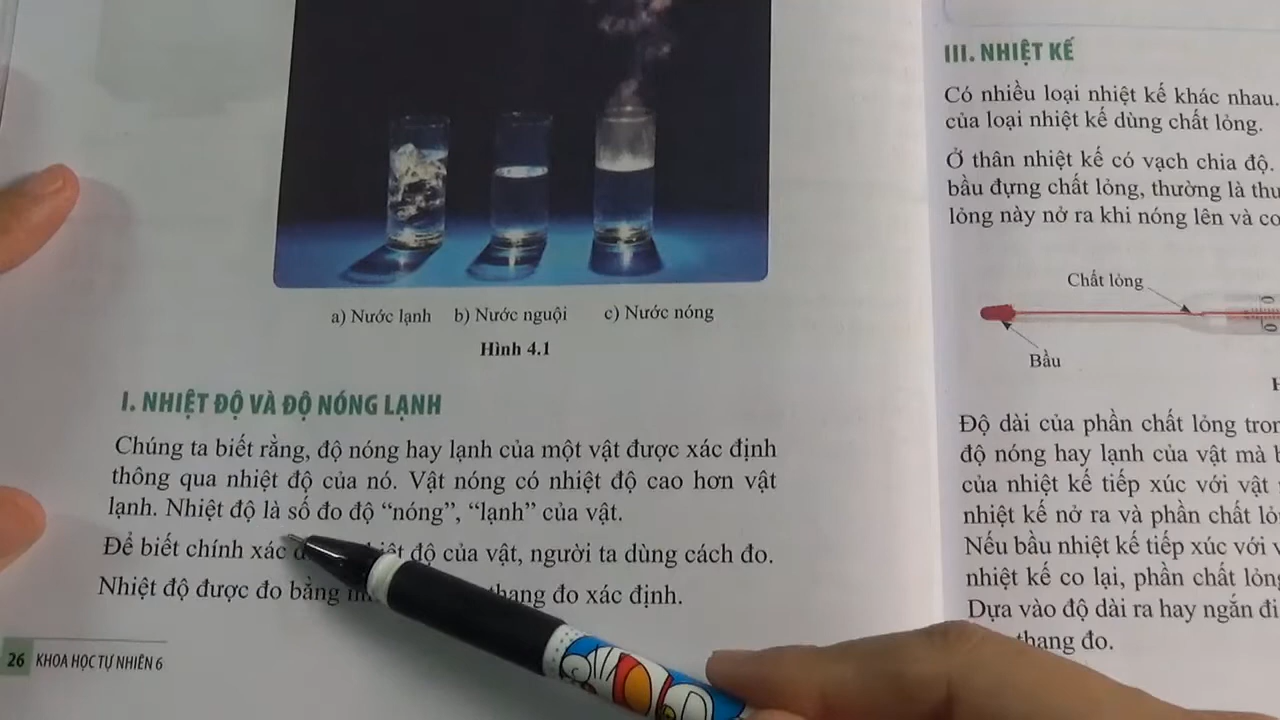 a) Nước lạnh b) Nước nguội c) Nước nóng
Hình 4.1
I. NHIỆT ĐỘ VÀ ĐỘ NÓNG LẠNH
Chúng ta biết rằng, độ nóng hay lạnh của một vật được xác định
thông qua nhiệt độ của nó. Vật nóng có nhiệt độ cao hơn vật
lạnh. Nhiệt độ là số đo độ “nóng”, “lạnh” của vật.
Để biết chính xác độ của vật, người ta dùng cách đo.
Nhiệt độ được đo bằng thang đo xác định.
26 KHOA HỌC TỰ NHIÊN 6
III. NHIỆT KẾ
Có nhiều loại nhiệt kế khác nhau.
của loại nhiệt kế dùng chất lỏng.
Ở thân nhiệt kế có vạch chia độ.
bầu đựng chất lỏng, thường là
lỏng này nở ra khi nóng lên và
Chất lỏng
Bầu
Độ dài của phần chất lỏng
độ nóng hay lạnh của vật mà
của nhiệt kế tiếp xúc với vật
nhiệt kế nở ra và phần chất
Nếu bầu nhiệt kế tiếp xúc với
nhiệt kế co lại, phần chất
Dựa vào độ dài ra hay ngắn đi
thang đo.